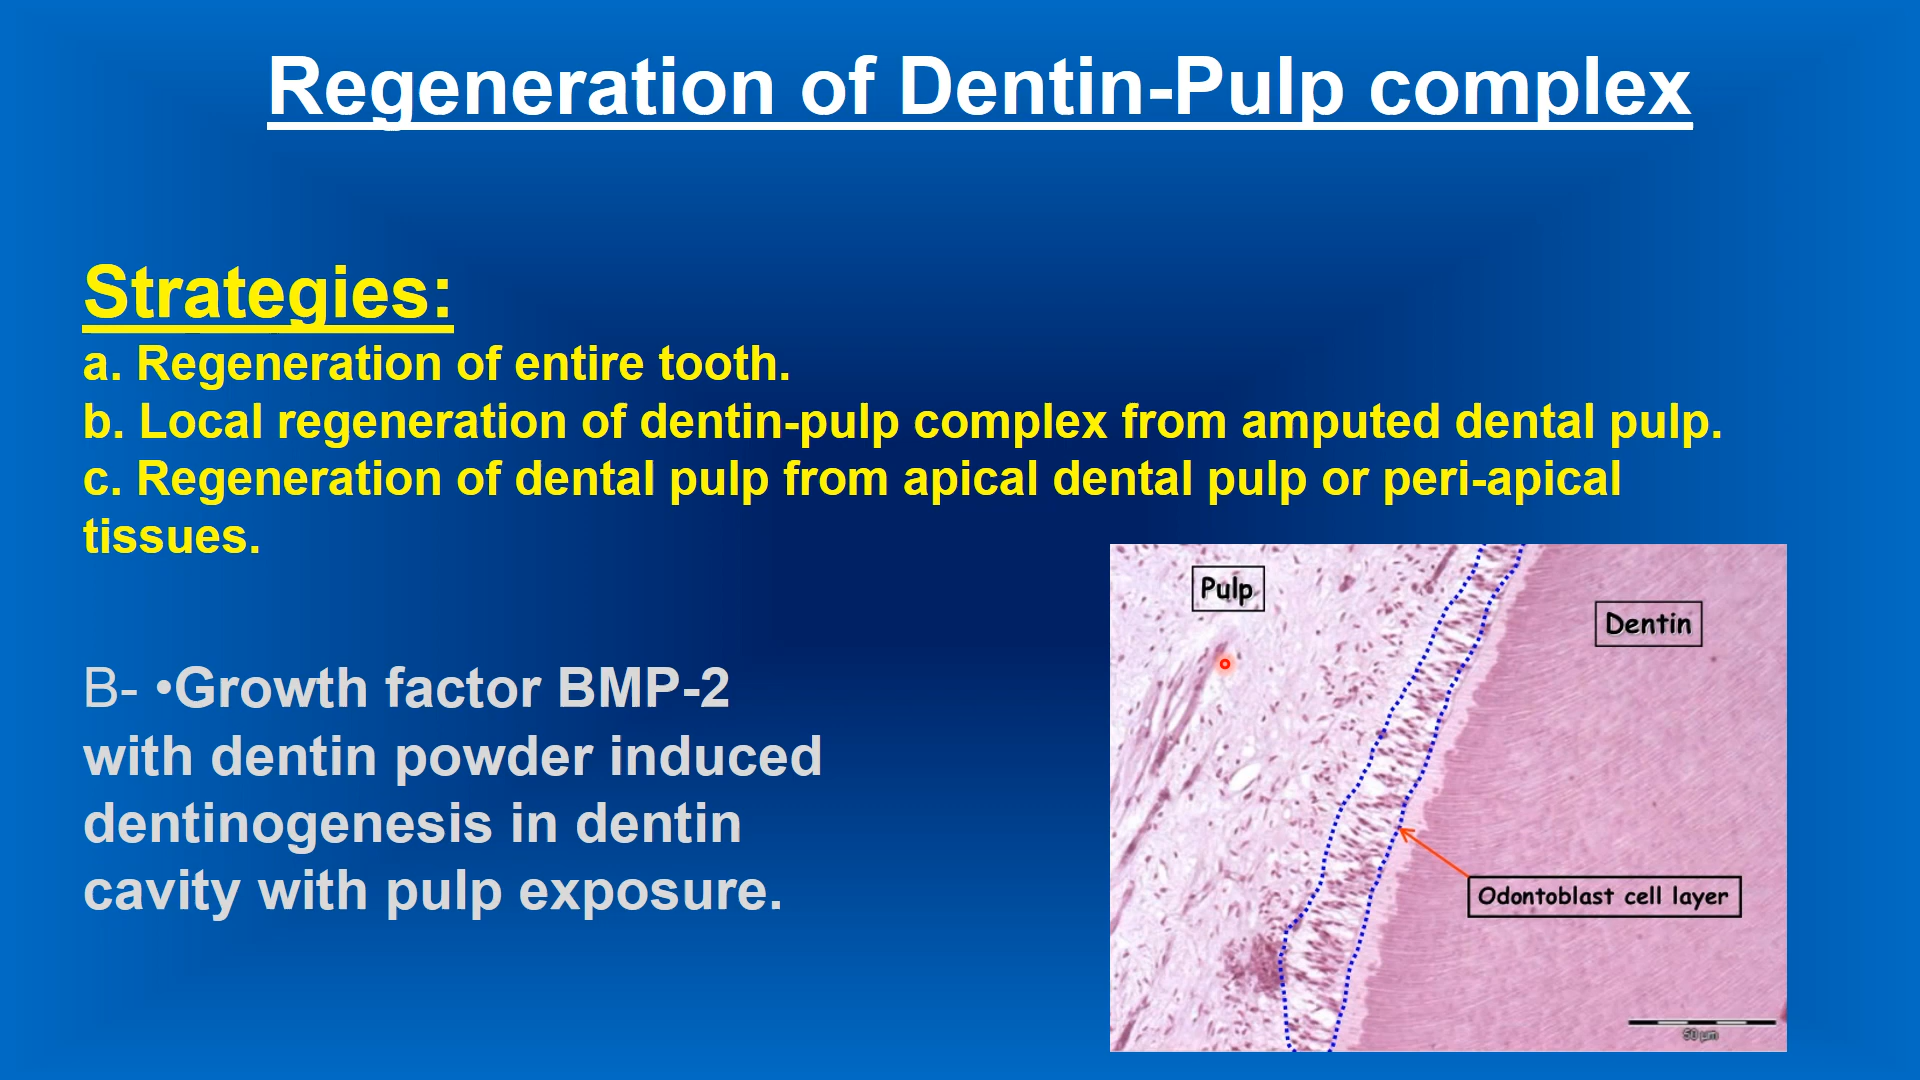 Regeneration of Dentin-Pulp complex
Strategies:
a. Regeneration of entire tooth.
b. Local regeneration of dentin-pulp complex from amputed dental pulp.
c. Regeneration of dental pulp from apical dental pulp or peri-apical
tissues.
B- •Growth factor BMP-2
with dentin powder induced
dentinogenesis in dentin
cavity with pulp exposure.
Pulp
Dentin
Odontoblast cell layer
50 µm